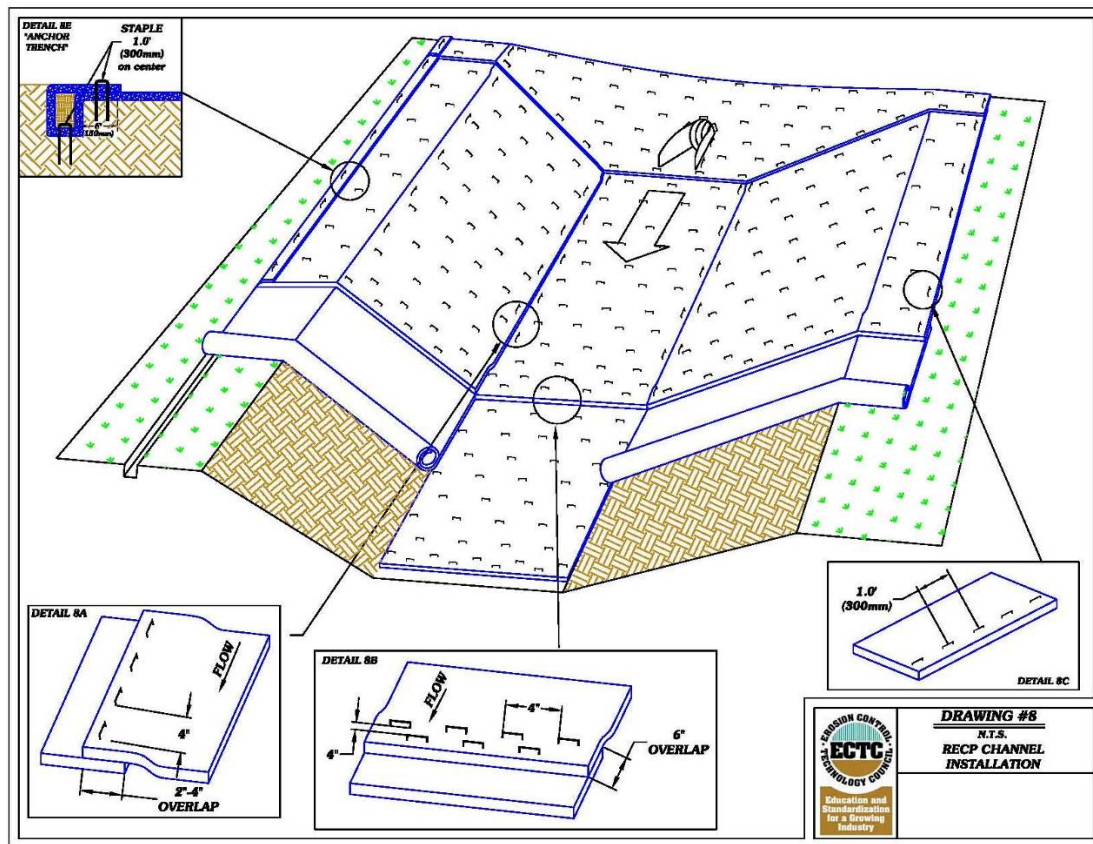 DETAIL 8E
"ANCHOR
TRENCH"
STAPLE
1.0'
(300mm)
on center
6"
(150mm)
DETAIL 8A
FLOW
4"
2"-4"
OVERLAP
DETAIL 8B
FLOW
4"
4"
6"
OVERLAP
1.0'
(300mm)
DETAIL 8C
EROSION CONTROL
TECHNOLOGY COUNCIL
ECTC
Education and
Standardization
for a Growing
Industry
DRAWING #8
N.T.S.
RECP CHANNEL
INSTALLATION